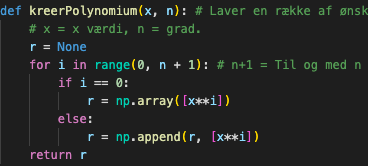 def kreerPolynomium(x, n): # Laver en række af ønsk
# x = x værdi, n = grad.
r = None
for i in range(0, n + 1): # n+1 = Til og med n
if i == 0:
r = np.array([x**i])
else:
r = np.append(r, [x**i])
return r